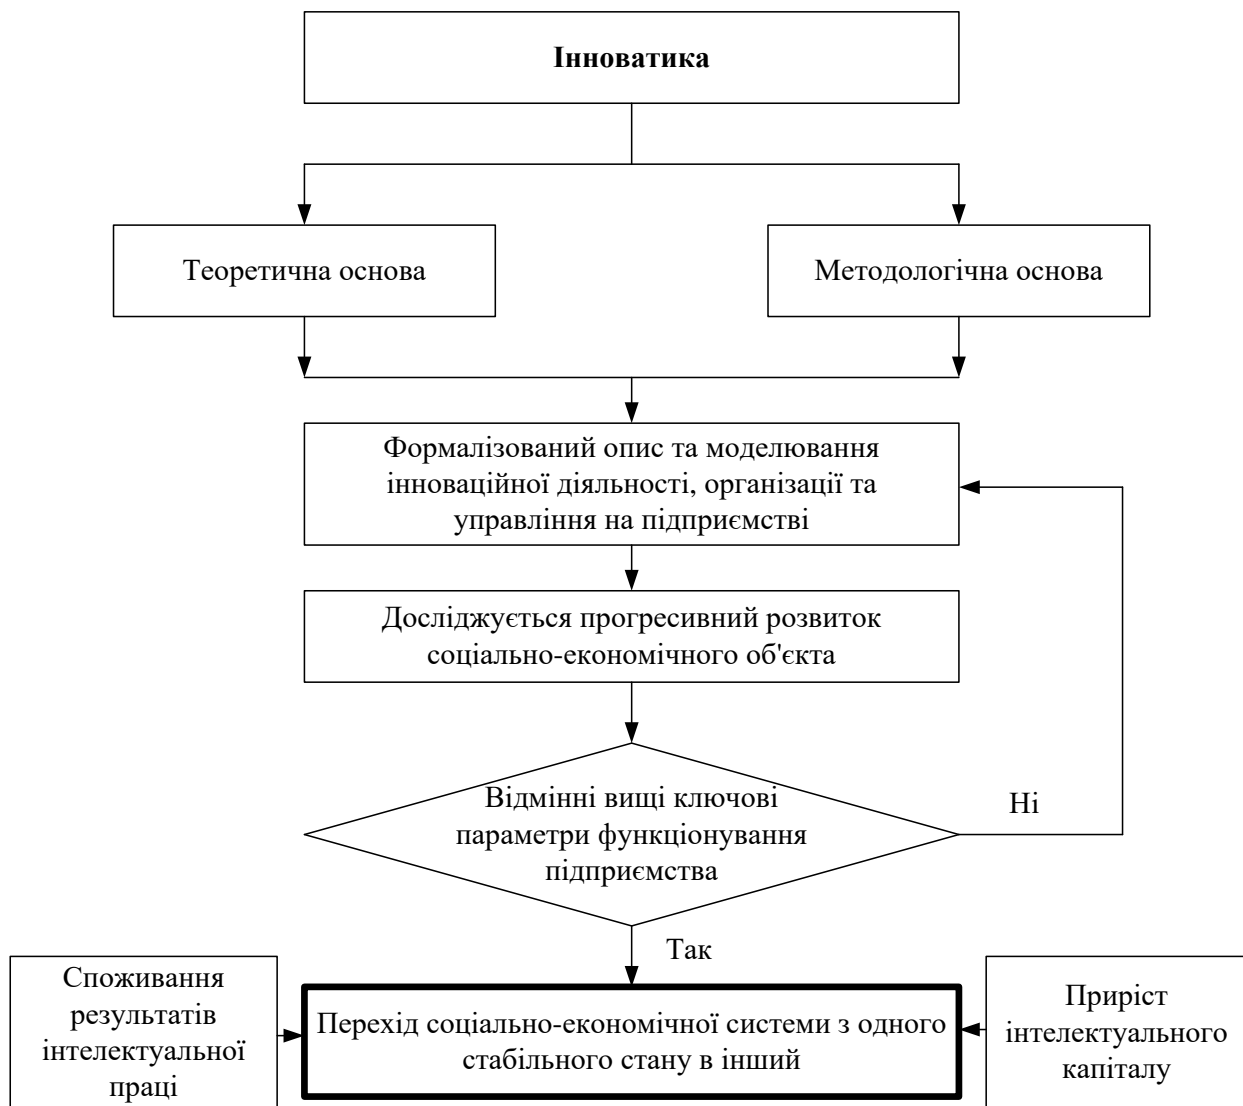 Інноватика
Теоретична основа
Методологічна основа
Формалізований опис та моделювання
інноваційної діяльності, організації та
управління на підприємстві
Досліджується прогресивний розвиток
соціально-економічного об'єкта
Відмінні вищі ключові
параметри функціонування
підприємства
Ні
Так
Споживання
результатів
інтелектуальної
праці
Перехід соціально-економічної системи з одного
стабільного стану в інший
Приріст
інтелектуального
капіталу